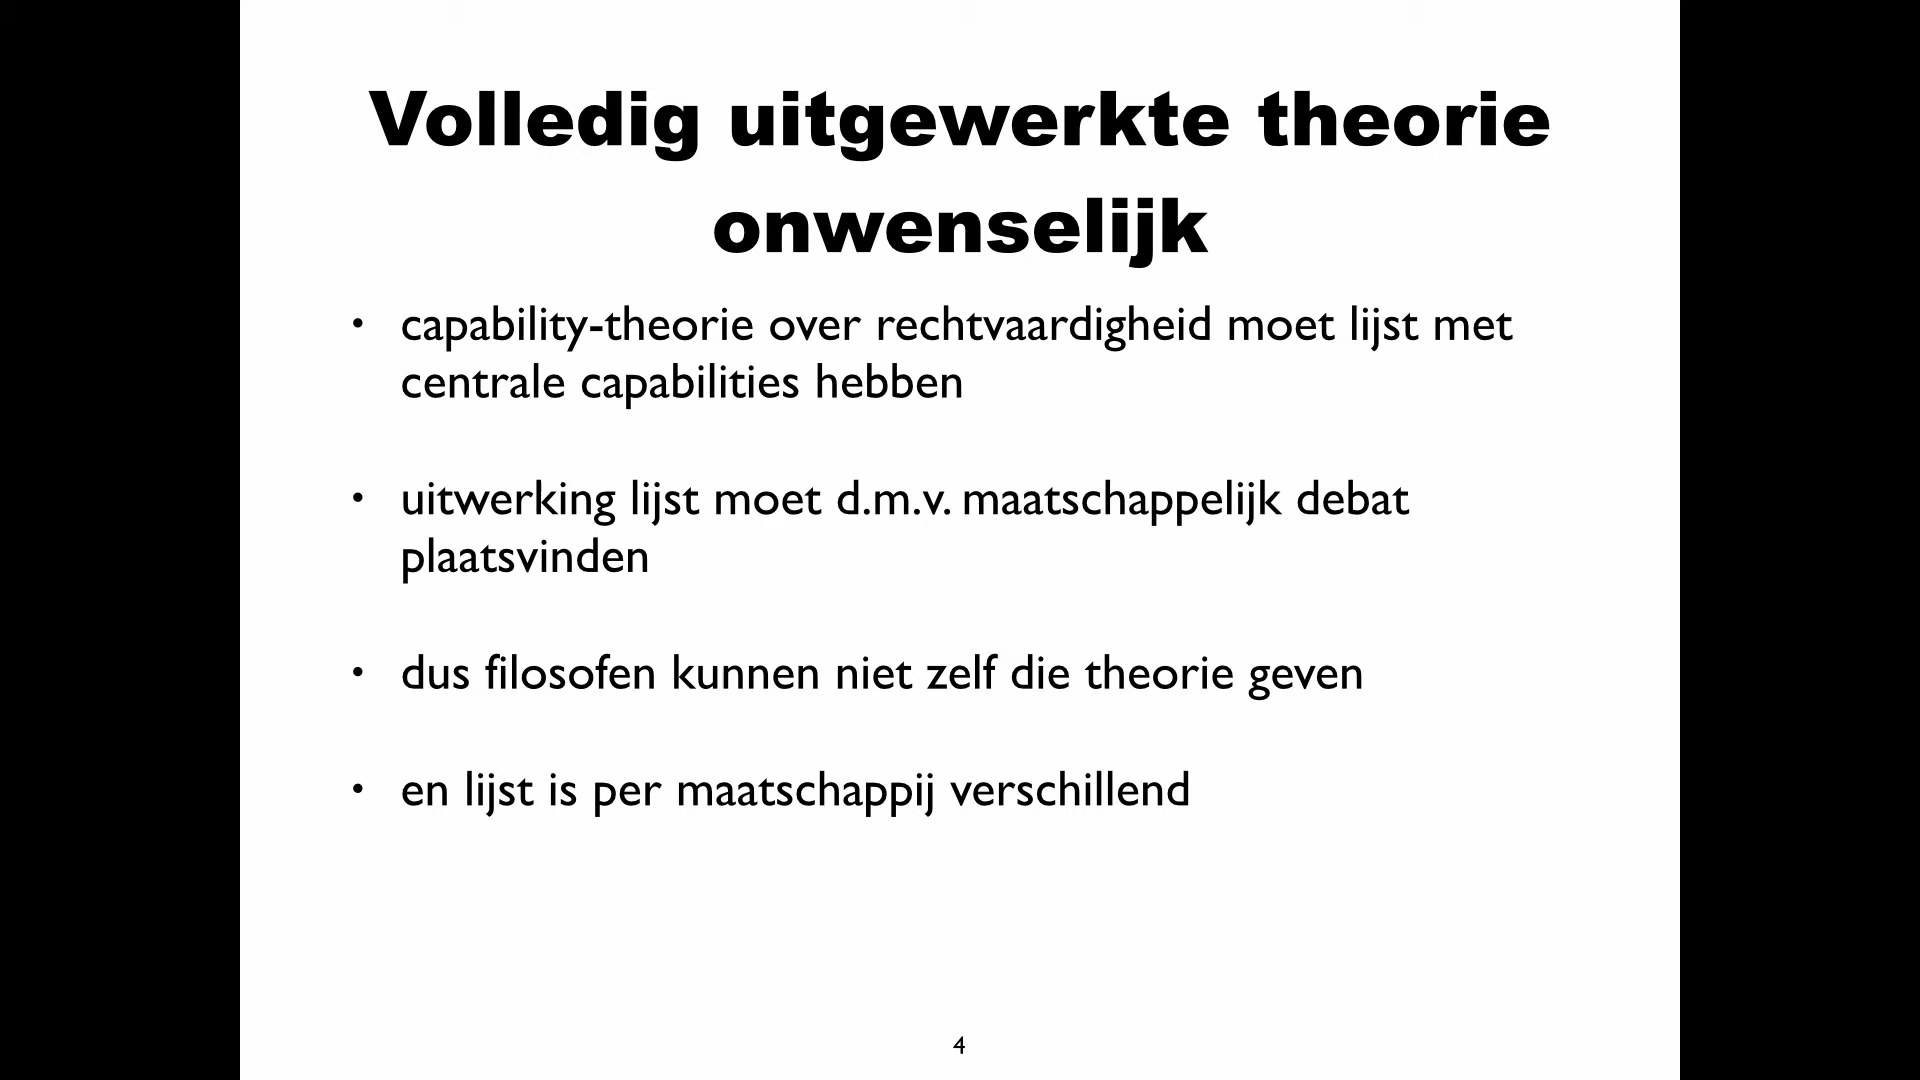 Volledig uitgewerkte theorie
onwenselijk
• capability-theorie over rechtvaardigheid moet lijst met
centrale capabilities hebben
• uitwerking lijst moet d.m.v. maatschappelijk debat
plaatsvinden
• dus filosofen kunnen niet zelf die theorie geven
• en lijst is per maatschappij verschillend
4